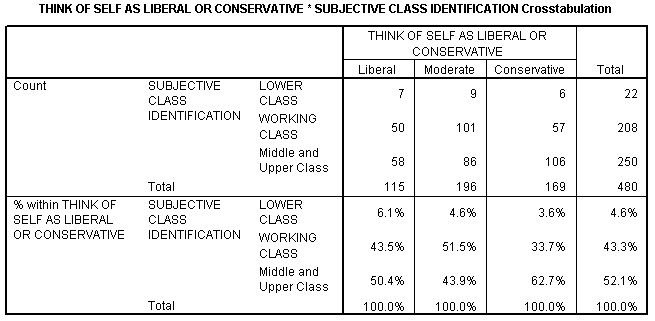 THINK OF SELF AS LIBERAL OR CONSERVATIVE * SUBJECTIVE CLASS IDENTIFICATION Crosstabulation
THINK OF SELF AS LIBERAL OR
CONSERVATIVE
Liberal Moderate Conservative Total
Count SUBJECTIVE CLASS IDENTIFICATION LOWER CLASS 7 9 6 22
WORKING CLASS 50 101 57 208
Middle and Upper Class 58 86 106 250
Total 115 196 169 480
% within THINK OF SELF AS LIBERAL OR CONSERVATIVE SUBJECTIVE CLASS IDENTIFICATION LOWER CLASS 6.1% 4.6% 3.6% 4.6%
WORKING CLASS 43.5% 51.5% 33.7% 43.3%
Middle and Upper Class 50.4% 43.9% 62.7% 52.1%
Total 100.0% 100.0% 100.0% 100.0%